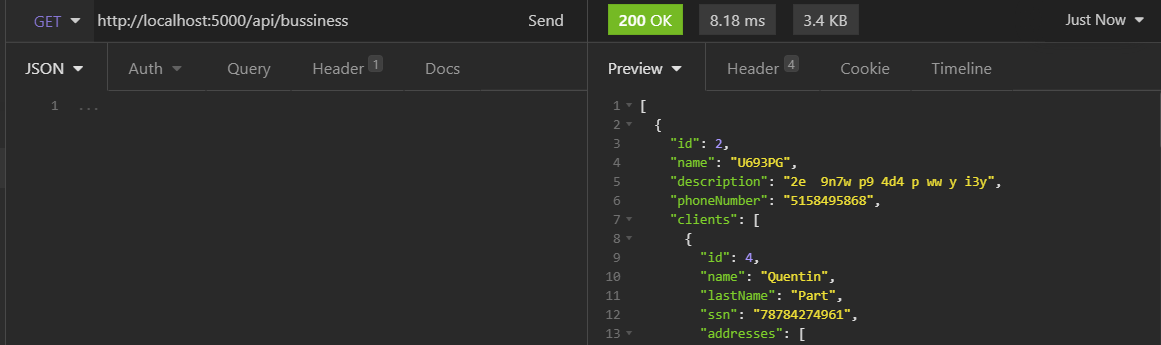 GET http://localhost:5000/api/bussiness Send 200 OK 8.18 ms 3.4 KB Just Now
JSON Auth Query Header 1 Docs Preview Header 4 Cookie Timeline
1 ...
1 [
2 {
3 "id": 2,
4 "name": "U693PG",
5 "description": "2e  9n7w p9 4d4 p ww y i3y",
6 "phoneNumber": "5158495868",
7 "clients": [
8 {
9 "id": 4,
10 "name": "Quentin",
11 "lastName": "Part",
12 "ssn": "78784274961",
13 "addresses": [